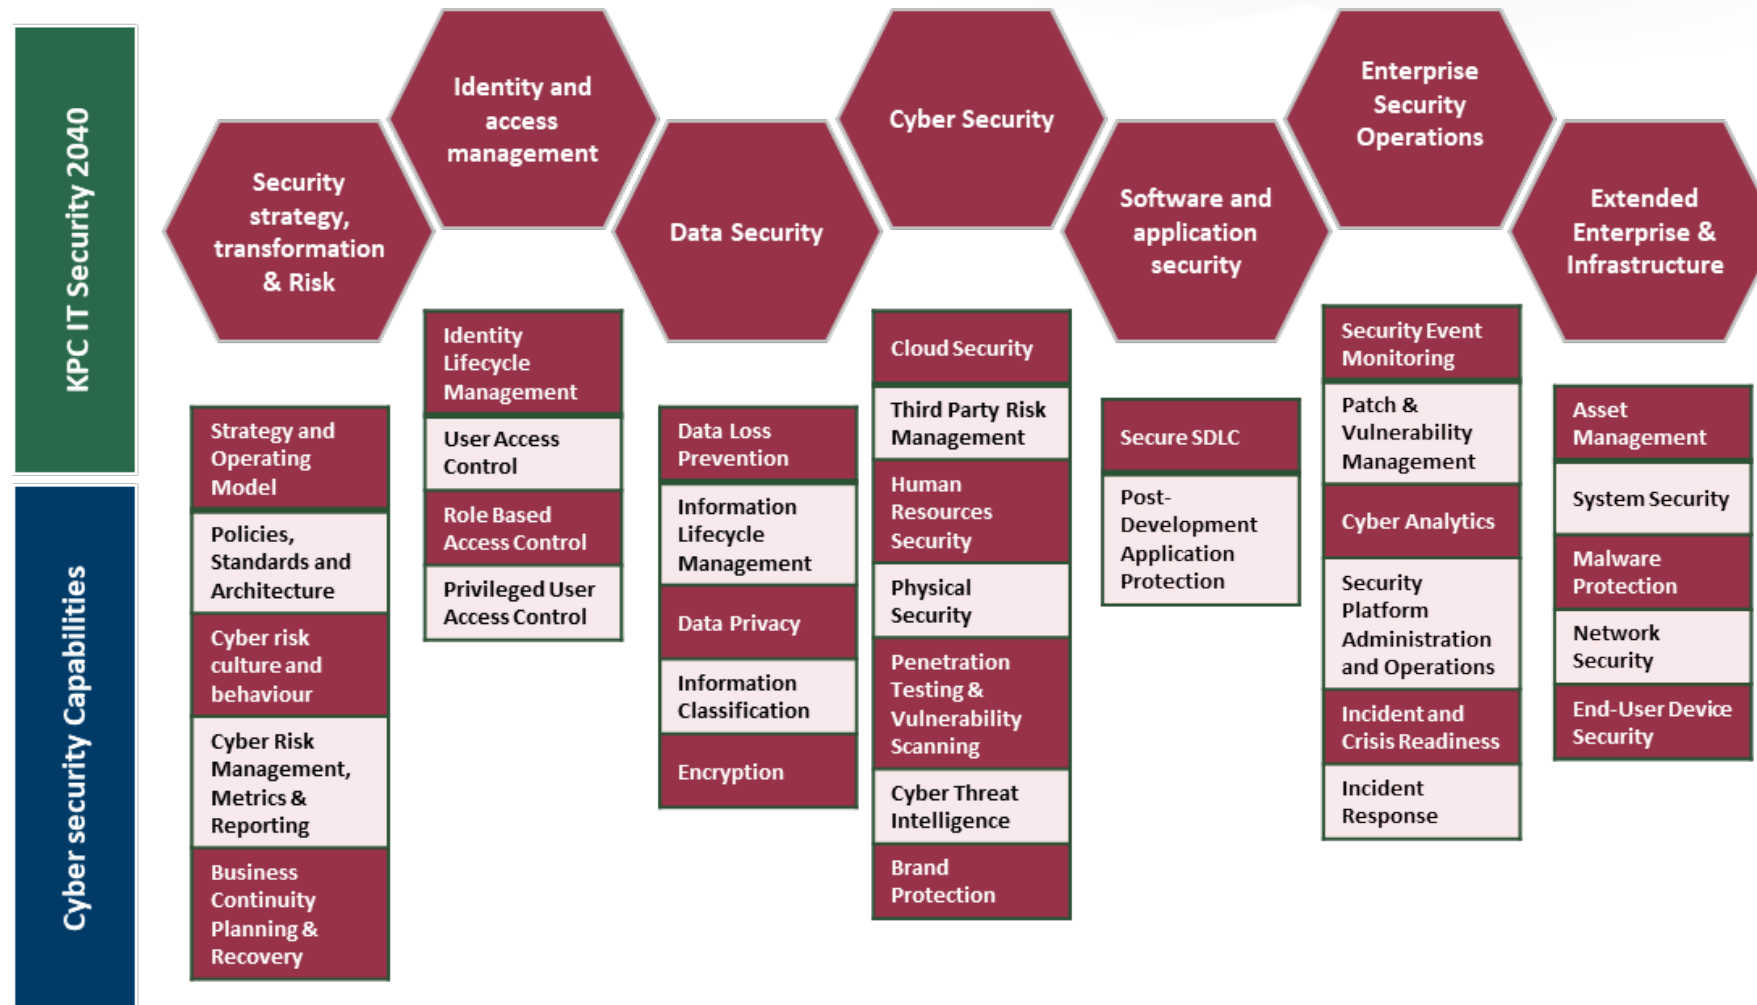 KPC IT Security 2040
Cyber security Capabilities
Security
strategy,
transformation
& Risk
Strategy and
Operating
Model
Policies,
Standards and
Architecture
Cyber risk
culture and
behaviour
Cyber Risk
Management,
Metrics &
Reporting
Business
Continuity
Planning &
Recovery
Identity and
access
management
Identity
Lifecycle
Management
User Access
Control
Role Based
Access Control
Privileged User
Access Control
Data Security
Data Loss
Prevention
Information
Lifecycle
Management
Data Privacy
Information
Classification
Encryption
Cyber Security
Cloud Security
Third Party Risk
Management
Human
Resources
Security
Physical
Security
Penetration
Testing &
Vulnerability
Scanning
Cyber Threat
Intelligence
Brand
Protection
Software and
application
security
Secure SDLC
Post-
Development
Application
Protection
Enterprise
Security
Operations
Security Event
Monitoring
Patch &
Vulnerability
Management
Cyber Analytics
Security
Platform
Administration
and Operations
Incident and
Crisis Readiness
Incident
Response
Extended
Enterprise &
Infrastructure
Asset
Management
System Security
Malware
Protection
Network
Security
End-User Device
Security